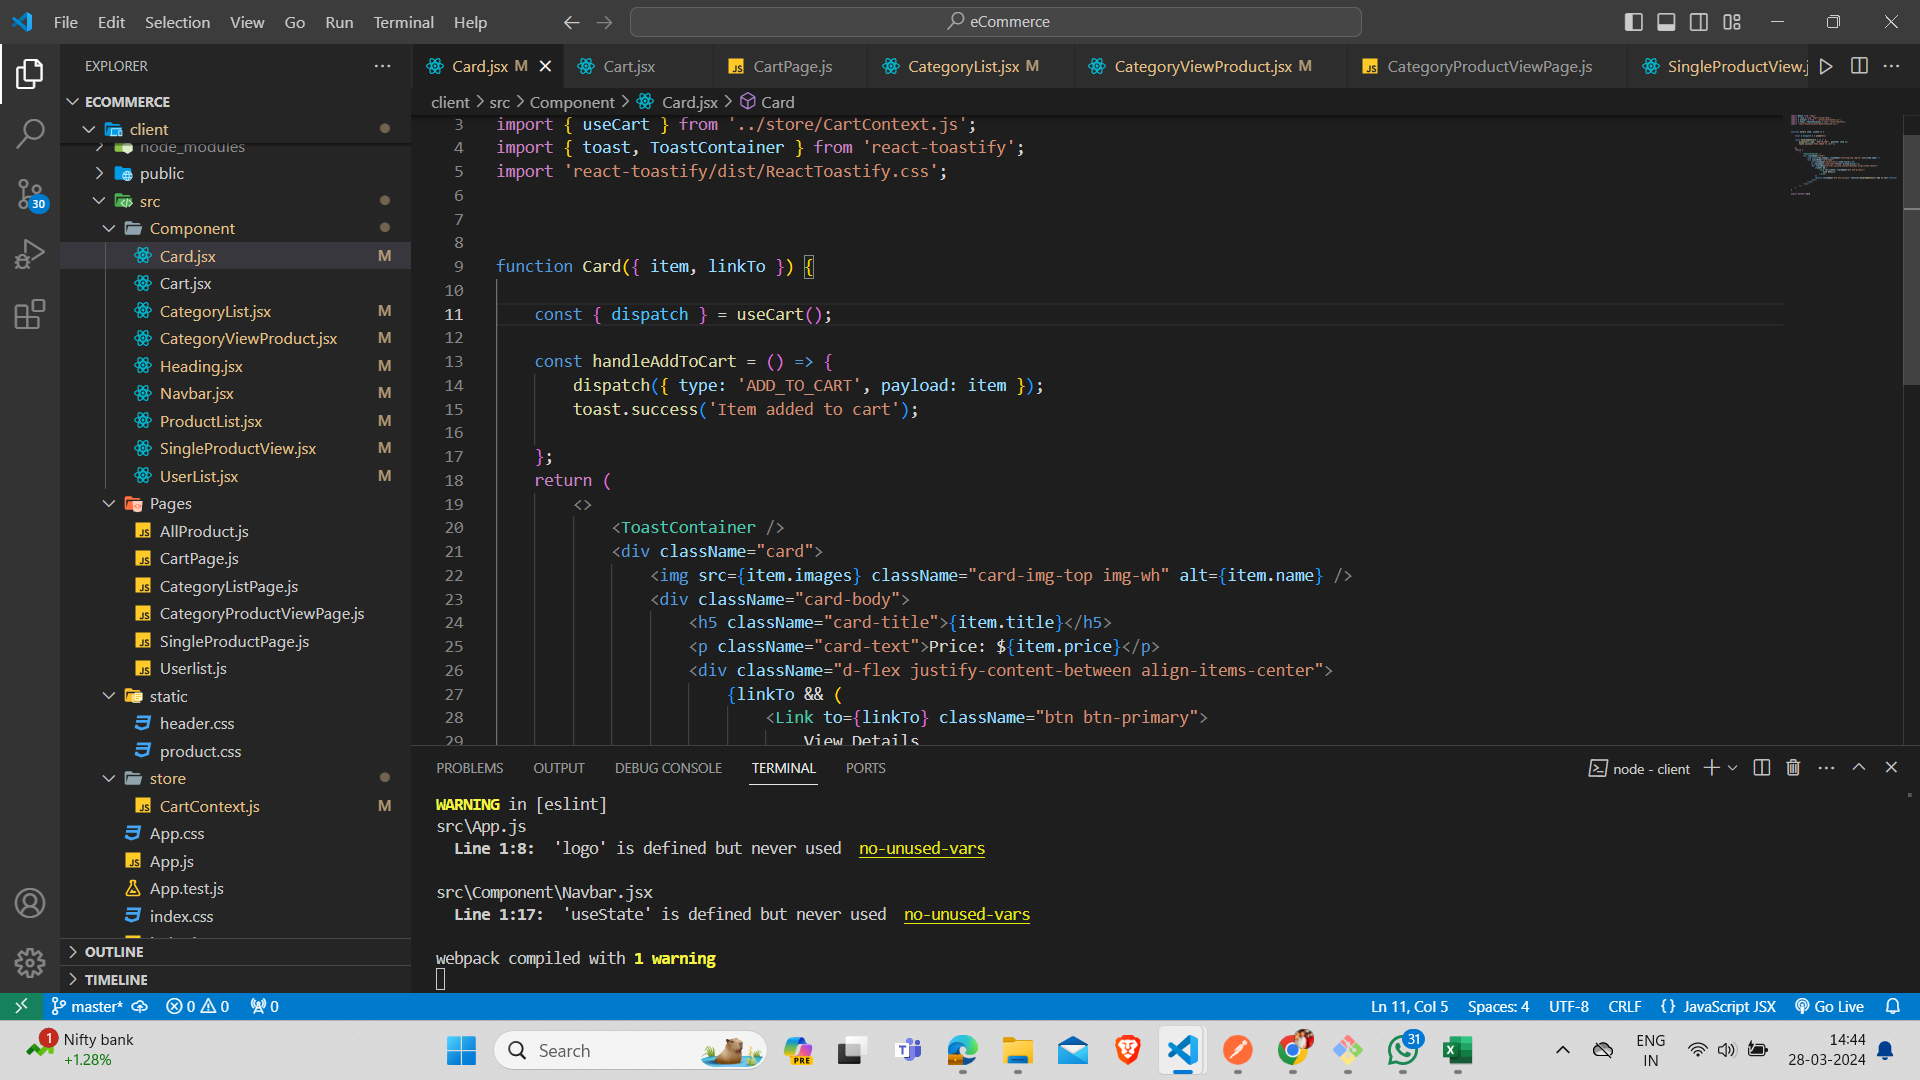 File Edit Selection View Go Run Terminal Help
eCommerce
EXPLORER
ECOMMERCE
client
node_modules
public
src
Component
Card.jsx M
Cart.jsx
CategoryList.jsx M
CategoryViewProduct.jsx M
Heading.jsx M
Navbar.jsx M
ProductList.jsx M
SingleProductView.jsx M
UserList.jsx M
Pages
JS AllProduct.js
JS CartPage.js
JS CategoryListPage.js
JS CategoryProductViewPage.js
JS SingleProductPage.js
JS Userlist.js
static
header.css
product.css
store
JS CartContext.js M
App.css
JS App.js
App.test.js
index.css
OUTLINE
TIMELINE
30
Card.jsx M Cart.jsx JS CartPage.js CategoryList.jsx M CategoryViewProduct.jsx M JS CategoryProductViewPage.js SingleProductView.j
client > src > Component > Card.jsx > Card
3 import { useCart } from '../store/CartContext.js';
4 import { toast, ToastContainer } from 'react-toastify';
5 import 'react-toastify/dist/ReactToastify.css';
6
7
8
9 function Card({ item, linkTo }) {
10
11 const { dispatch } = useCart();
12
13 const handleAddToCart = () => {
14 dispatch({ type: 'ADD_TO_CART', payload: item });
15 toast.success('Item added to cart');
16
17 };
18 return (
19 <>
20 <ToastContainer />
21 <div className="card">
22 <img src={item.images} className="card-img-top img-wh" alt={item.name} />
23 <div className="card-body">
24 <h5 className="card-title">{item.title}</h5>
25 <p className="card-text">Price: ${item.price}</p>
26 <div className="d-flex justify-content-between align-items-center">
27 {linkTo && (
28 <Link to={linkTo} className="btn btn-primary">
29 View Details
PROBLEMS OUTPUT DEBUG CONSOLE TERMINAL PORTS
node - client
WARNING in [eslint]
src\App.js
Line 1:8: 'logo' is defined but never used no-unused-vars
src\Component\Navbar.jsx
Line 1:17: 'useState' is defined but never used no-unused-vars
webpack compiled with 1 warning
master* 0 0 0
Ln 11, Col 5 Spaces: 4 UTF-8 CRLF {} JavaScript JSX Go Live
1 Nifty bank
+1.28%
Search
PRE
31
ENG
IN
14:44
28-03-2024